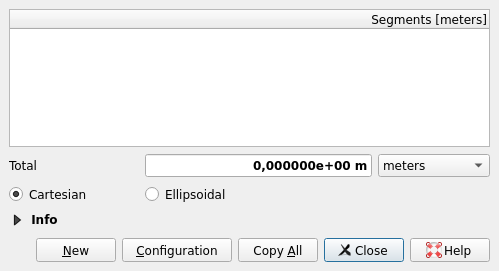 Segments [meters]
Total 0,000000e+00 m meters
Cartesian Ellipsoidal
Info
New Configuration Copy All Close Help